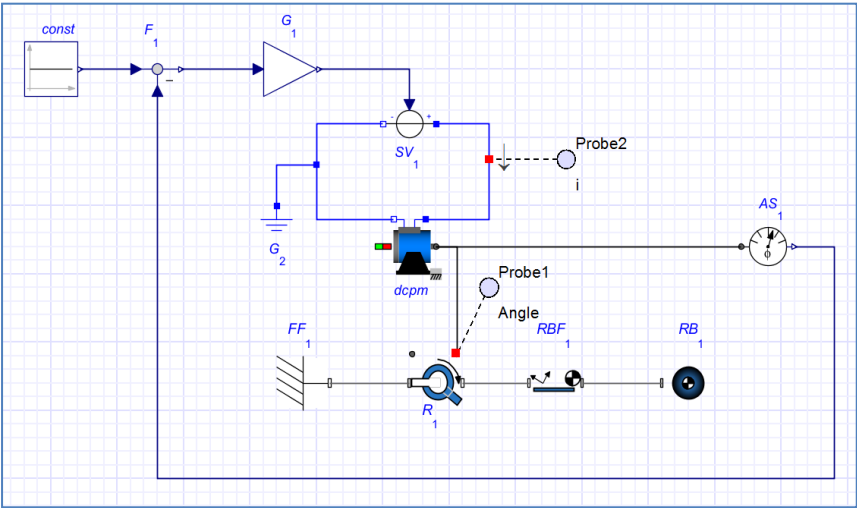 const
F
1
G
1
- +
SV
1
Probe2
i
G
2
AS
1
ϕ
dcpm
Probe1
Angle
FF
1
R
1
RBF
1
RB
1